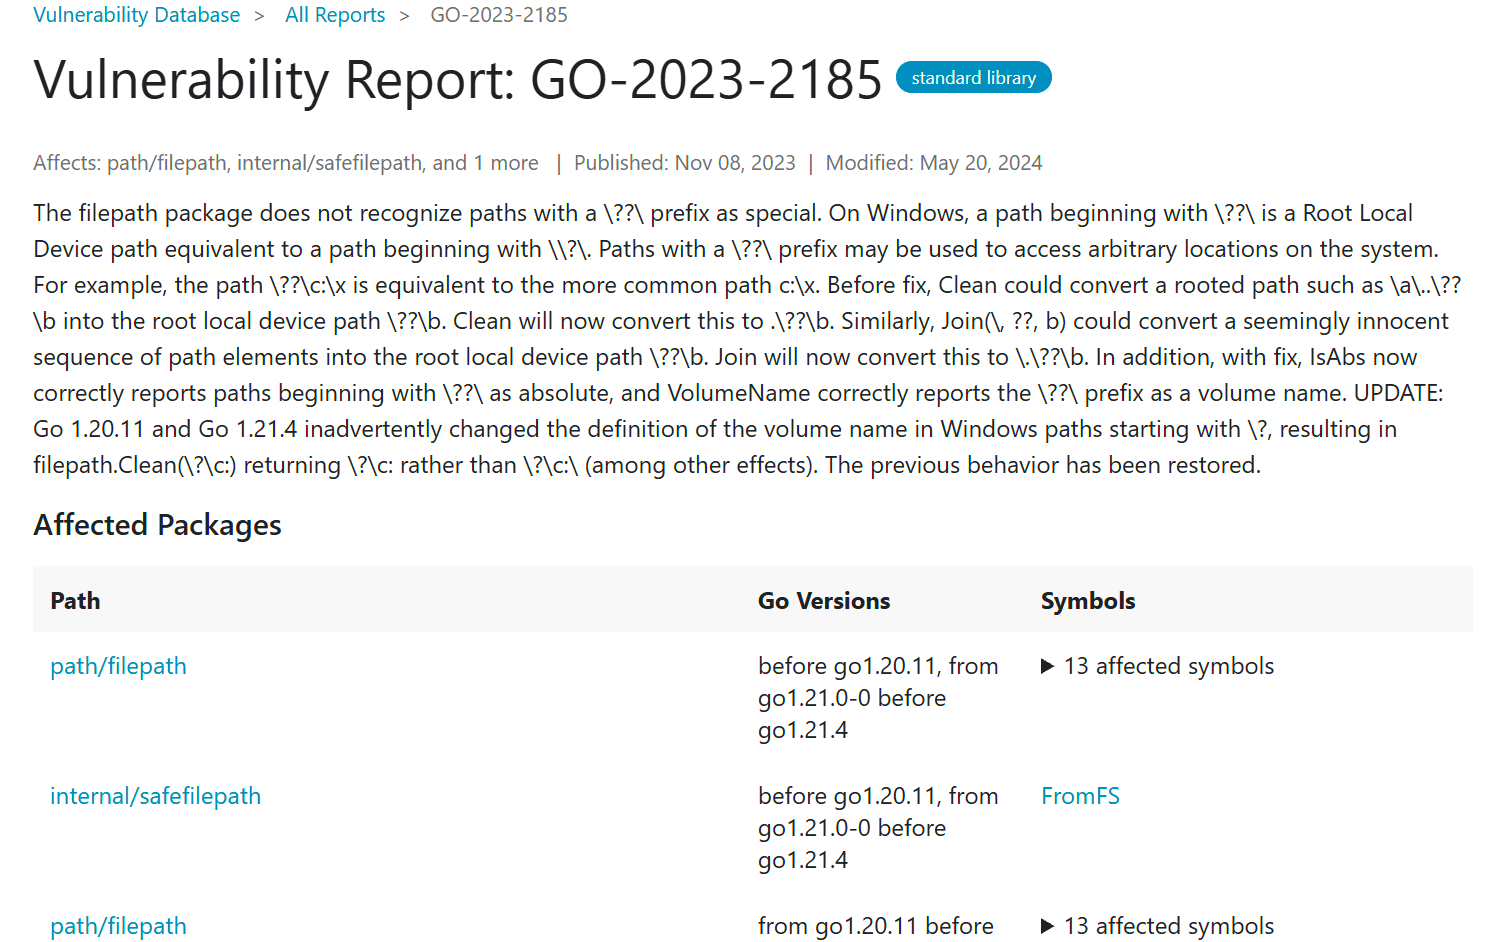 Vulnerability Database > All Reports > GO-2023-2185
Vulnerability Report: GO-2023-2185 standard library
Affects: path/filepath, internal/safefilepath, and 1 more | Published: Nov 08, 2023 | Modified: May 20, 2024
The filepath package does not recognize paths with a \??\ prefix as special. On Windows, a path beginning with \??\ is a Root Local
Device path equivalent to a path beginning with \\?\. Paths with a \??\ prefix may be used to access arbitrary locations on the system.
For example, the path \??\c:\x is equivalent to the more common path c:\x. Before fix, Clean could convert a rooted path such as \a\..\??
\b into the root local device path \??\b. Clean will now convert this to .\??\b. Similarly, Join(\, ??, b) could convert a seemingly innocent
sequence of path elements into the root local device path \??\b. Join will now convert this to \.\??\b. In addition, with fix, IsAbs now
correctly reports paths beginning with \??\ as absolute, and VolumeName correctly reports the \??\ prefix as a volume name. UPDATE:
Go 1.20.11 and Go 1.21.4 inadvertently changed the definition of the volume name in Windows paths starting with \?, resulting in
filepath.Clean(\?\c:) returning \?\c: rather than \?\c:\ (among other effects). The previous behavior has been restored.
Affected Packages
Path Go Versions Symbols
path/filepath before go1.20.11, from ▶ 13 affected symbols
go1.21.0-0 before
go1.21.4
internal/safefilepath before go1.20.11, from FromFS
go1.21.0-0 before
go1.21.4
path/filepath from go1.20.11 before ▶ 13 affected symbols